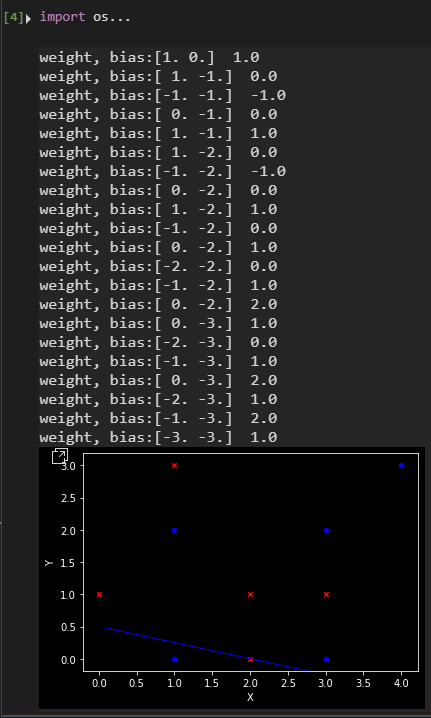 [4] import os...
weight, bias:[1. 0.]  1.0
weight, bias:[ 1. -1.]  0.0
weight, bias:[-1. -1.]  -1.0
weight, bias:[ 0. -1.]  0.0
weight, bias:[ 1. -1.]  1.0
weight, bias:[ 1. -2.]  0.0
weight, bias:[-1. -2.]  -1.0
weight, bias:[ 0. -2.]  0.0
weight, bias:[ 1. -2.]  1.0
weight, bias:[-1. -2.]  0.0
weight, bias:[ 0. -2.]  1.0
weight, bias:[-2. -2.]  0.0
weight, bias:[-1. -2.]  1.0
weight, bias:[ 0. -2.]  2.0
weight, bias:[ 0. -3.]  1.0
weight, bias:[-2. -3.]  0.0
weight, bias:[-1. -3.]  1.0
weight, bias:[ 0. -3.]  2.0
weight, bias:[-2. -3.]  1.0
weight, bias:[-1. -3.]  2.0
weight, bias:[-3. -3.]  1.0
3.0
2.5
2.0
1.5
Y
1.0
0.5
0.0
0.0 0.5 1.0 1.5 2.0 2.5 3.0 3.5 4.0
X